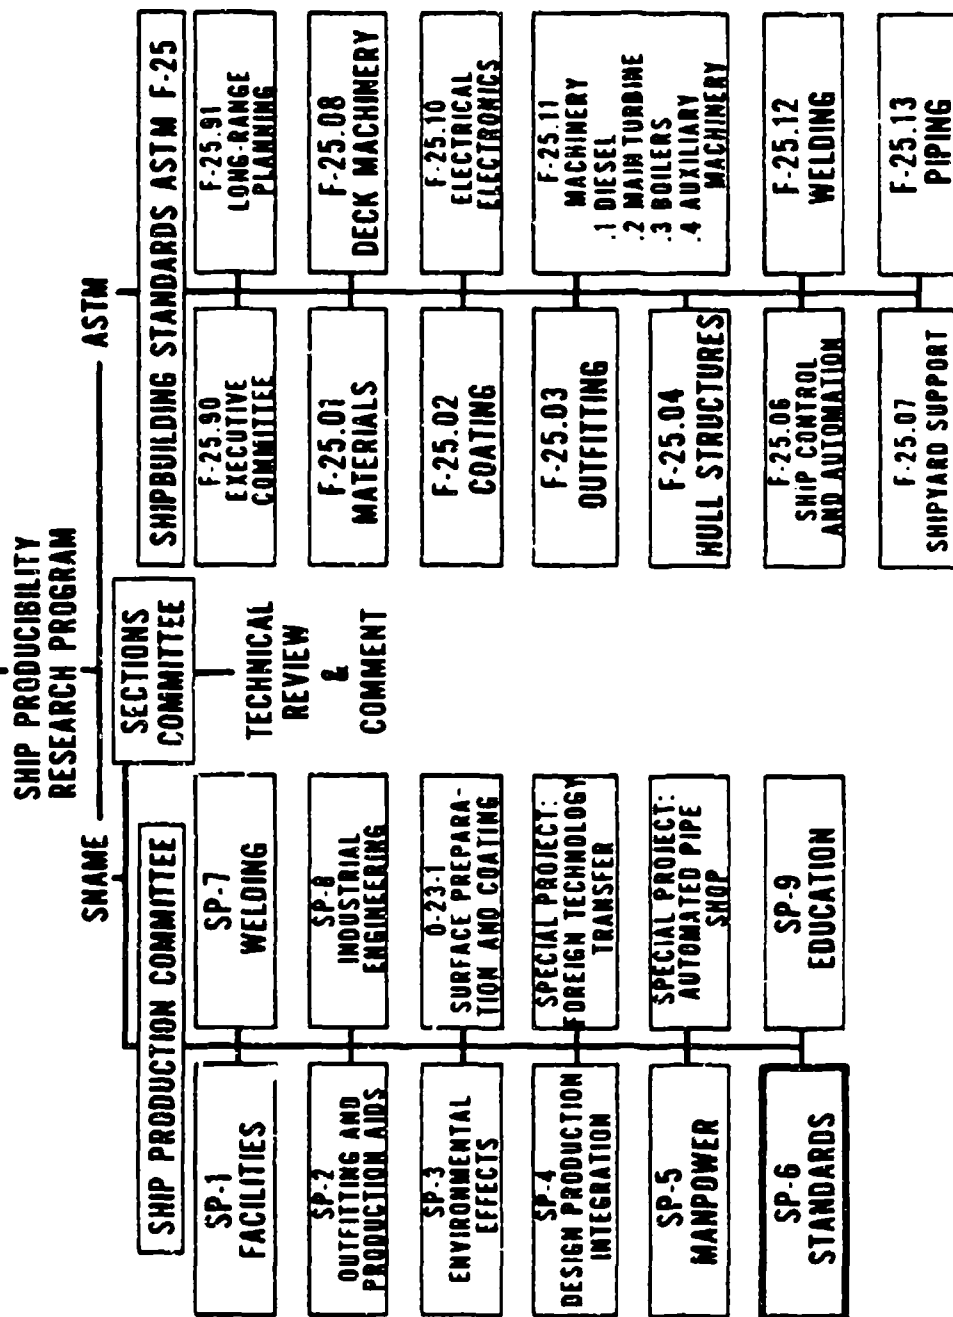 SHIP PRODUCIBILITY
RESEARCH PROGRAM
SNAME
ASTM
SHIP PRODUCTION COMMITTEE
SECTIONS
COMMITTEE
TECHNICAL
REVIEW
&
COMMENT
SHIPBUILDING STANDARDS ASTM F-25
SP-1
FACILITIES
SP-7
WELDING
SP-2
OUTFITTING AND
PRODUCTION AIDS
SP-8
INDUSTRIAL
ENGINEERING
SP-3
ENVIRONMENTAL
EFFECTS
0-23-1
SURFACE PREPARA-
TION AND COATING
SP-4
DESIGN PRODUCTION
INTEGRATION
SPECIAL PROJECT:
FOREIGN TECHNOLOGY
TRANSFER
SP-5
MANPOWER
SPECIAL PROJECT:
AUTOMATED PIPE
SHOP
SP-6
STANDARDS
SP-9
EDUCATION
F-25.90
EXECUTIVE
COMMITTEE
F-25.91
LONG-RANGE
PLANNING
F-25.01
MATERIALS
F-25.08
DECK MACHINERY
F-25.02
COATING
F-25.10
ELECTRICAL
ELECTRONICS
F-25.03
OUTFITTING
F-25.11
MACHINERY
.1 DIESEL
.2 MAIN TURBINE
.3 BOILERS
.4 AUXILIARY
MACHINERY
F-25.04
HULL STRUCTURES
F-25.06
SHIP CONTROL
AND AUTOMATION
F-25.12
WELDING
F-25.07
SHIPYARD SUPPORT
F-25.13
PIPING